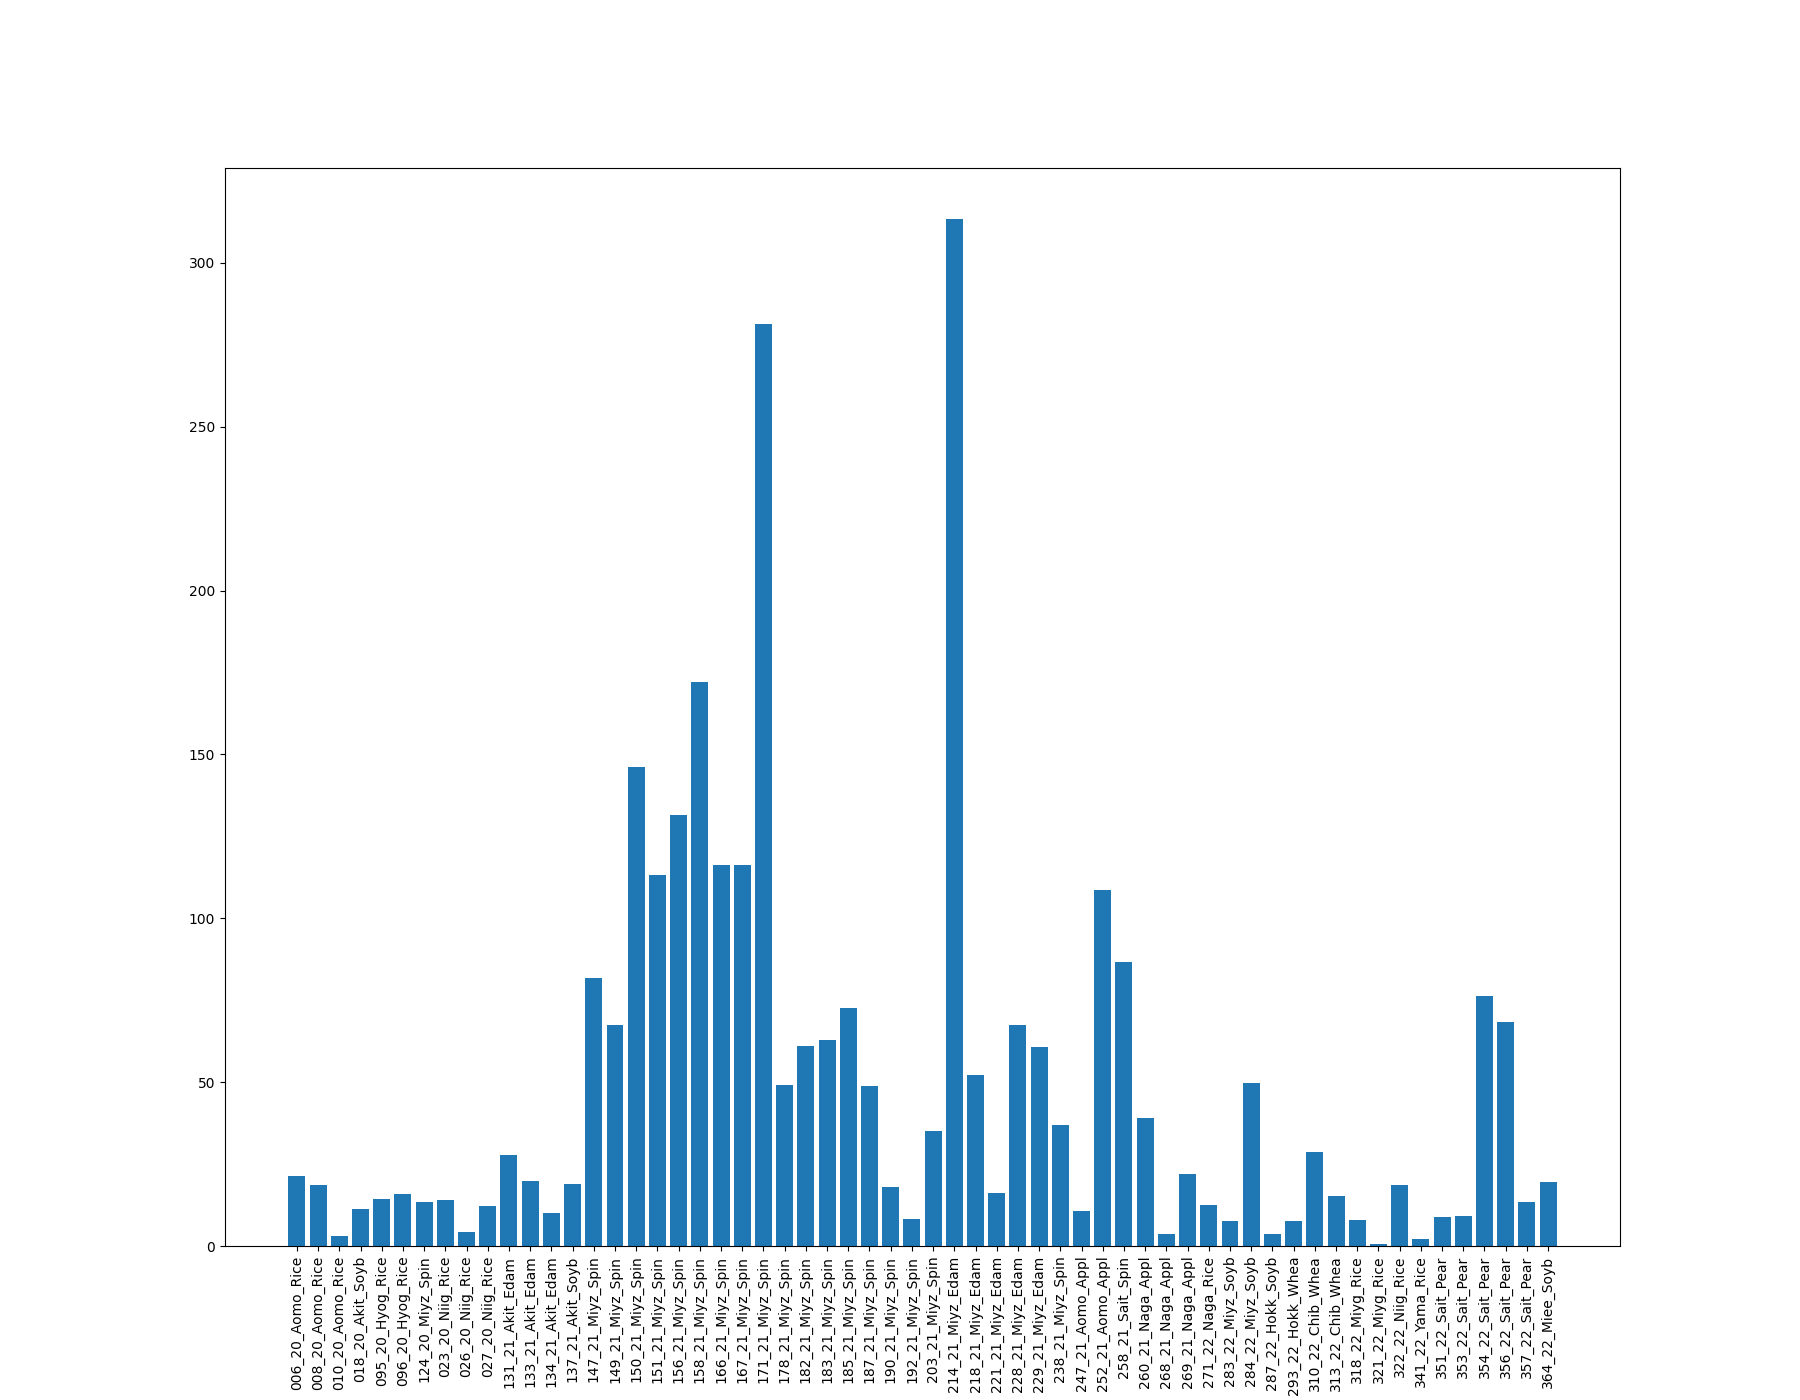 300
250
200
150
100
50
0
006_20_Aomo_Rice
008_20_Aomo_Rice
010_20_Aomo_Rice
018_20_Akit_Soyb
095_20_Hyog_Rice
096_20_Hyog_Rice
124_20_Miyz_Spin
023_20_Niig_Rice
026_20_Niig_Rice
027_20_Niig_Rice
131_21_Akit_Edam
133_21_Akit_Edam
134_21_Akit_Edam
137_21_Akit_Soyb
147_21_Miyz_Spin
149_21_Miyz_Spin
150_21_Miyz_Spin
151_21_Miyz_Spin
156_21_Miyz_Spin
158_21_Miyz_Spin
166_21_Miyz_Spin
167_21_Miyz_Spin
171_21_Miyz_Spin
178_21_Miyz_Spin
182_21_Miyz_Spin
183_21_Miyz_Spin
185_21_Miyz_Spin
187_21_Miyz_Spin
190_21_Miyz_Spin
192_21_Miyz_Spin
203_21_Miyz_Spin
214_21_Miyz_Edam
218_21_Miyz_Edam
221_21_Miyz_Edam
228_21_Miyz_Edam
229_21_Miyz_Edam
238_21_Miyz_Spin
247_21_Aomo_Appl
252_21_Aomo_Appl
258_21_Sait_Spin
260_21_Naga_Appl
268_21_Naga_Appl
269_21_Naga_Appl
271_22_Naga_Rice
283_22_Miyz_Soyb
284_22_Miyz_Soyb
287_22_Hokk_Soyb
293_22_Hokk_Whea
310_22_Chib_Whea
313_22_Chib_Whea
318_22_Miyg_Rice
321_22_Miyg_Rice
322_22_Niig_Rice
341_22_Yama_Rice
351_22_Sait_Pear
353_22_Sait_Pear
354_22_Sait_Pear
356_22_Sait_Pear
357_22_Sait_Pear
364_22_Miee_Soyb